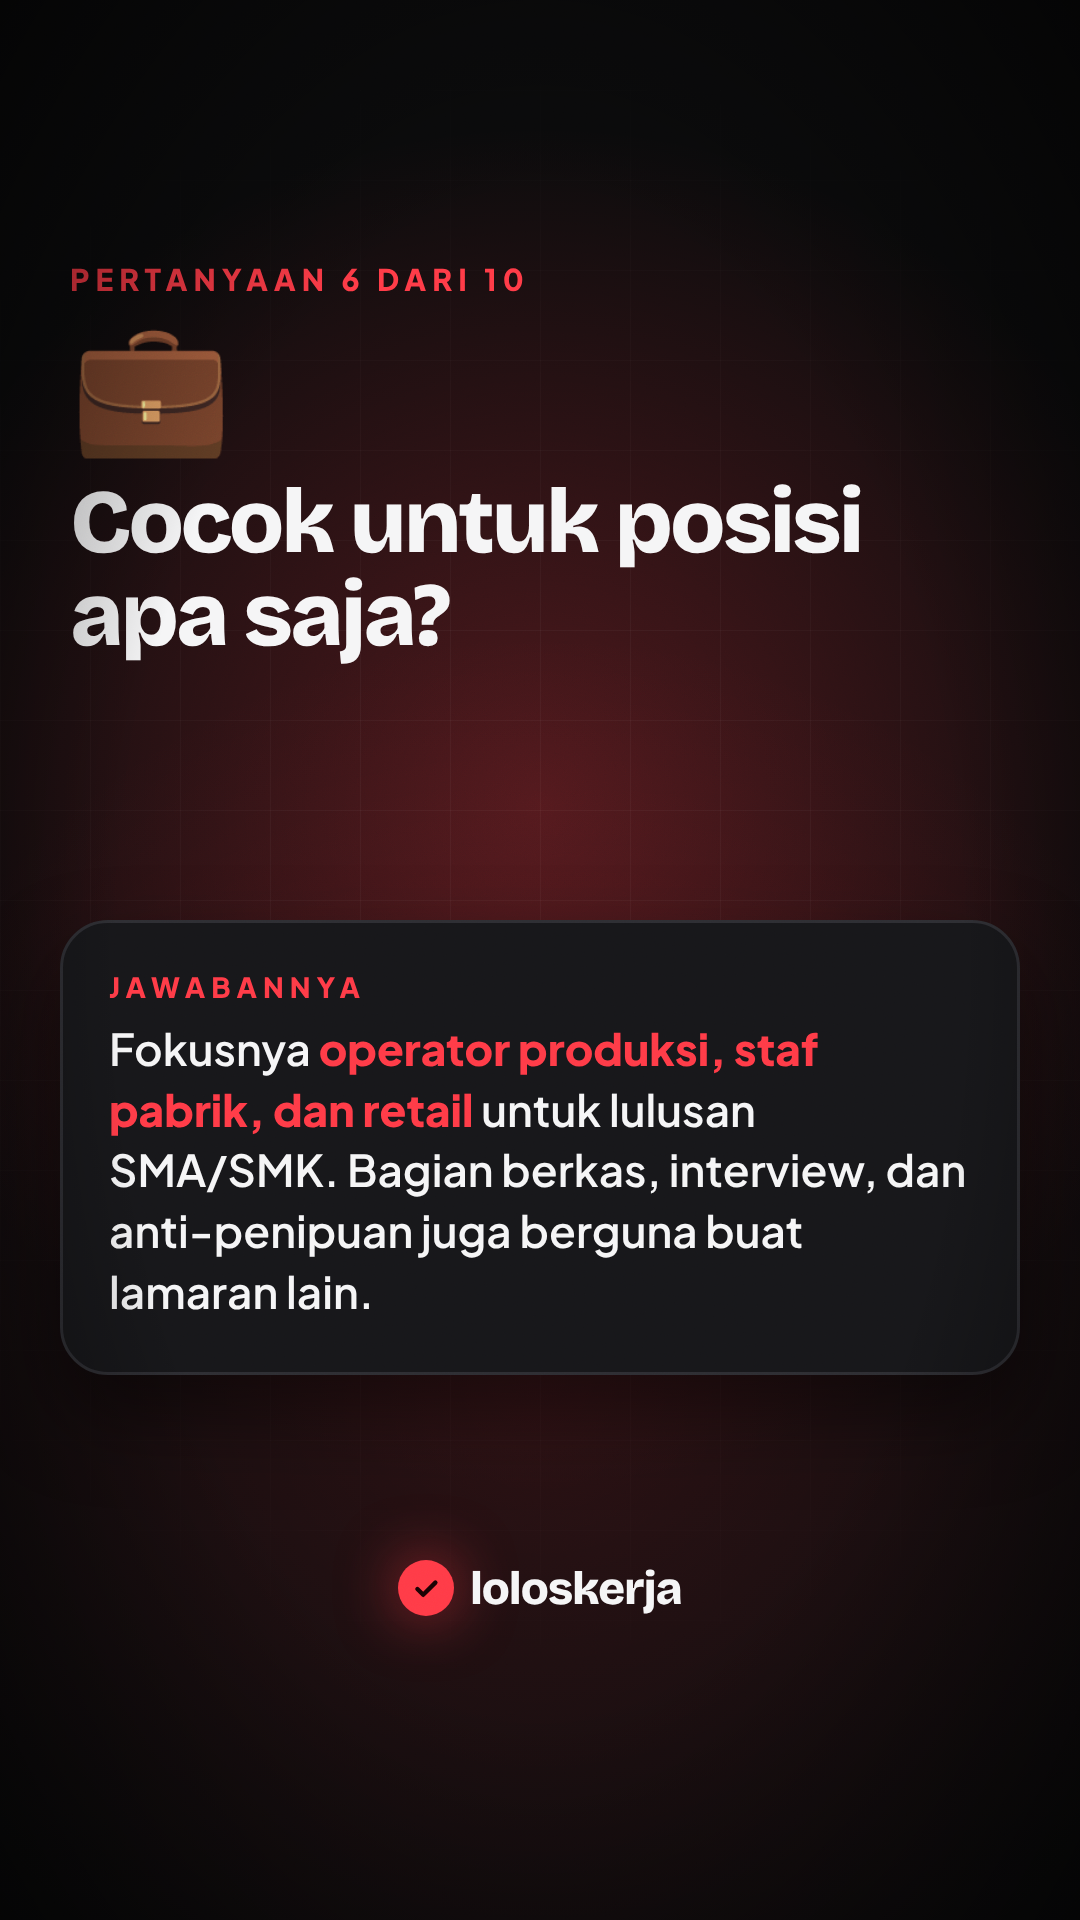 PERTANYAAN 6 DARI 10
Cocok untuk posisi
apa saja?
JAWABANNYA
Fokusnya operator produksi, staf
pabrik, dan retail untuk lulusan
SMA/SMK. Bagian berkas, interview, dan
anti-penipuan juga berguna buat
lamaran lain.
loloskerja